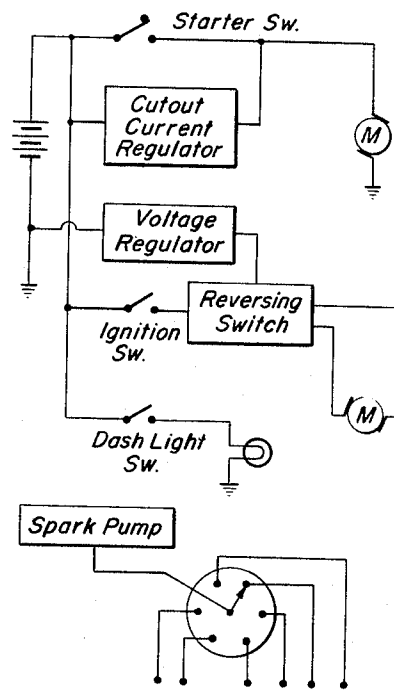 Starter Sw.
Cutout
Current
Regulator
M
Voltage
Regulator
Reversing
Switch
Ignition
Sw.
M
Dash Light
Sw.
Spark Pump